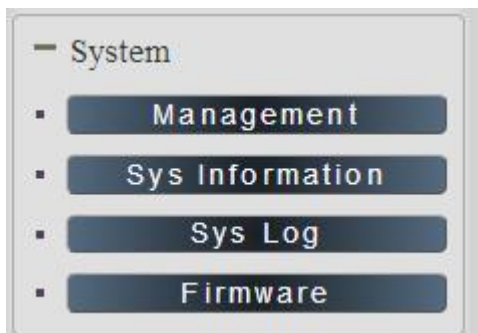 System
Management
Sys Information
Sys Log
Firmware